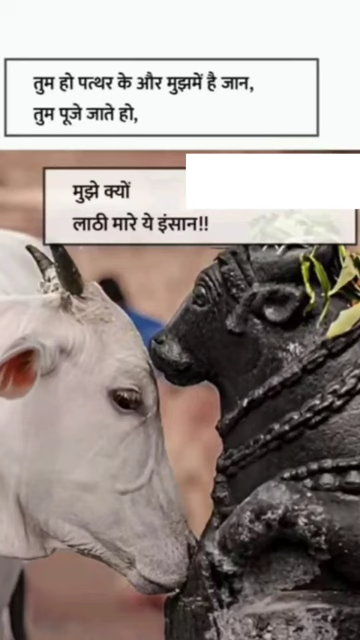 तुम हो पत्थर के और मुझमें है जान,
तुम पूजे जाते हो,
मुझे क्यों
लाठी मारे ये इंसान!!